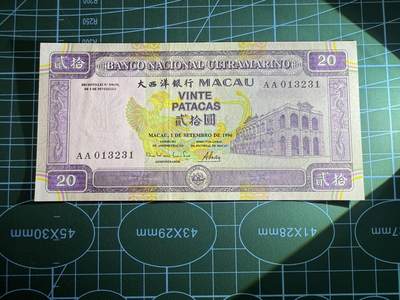 貳拾
BANCO NACIONAL ULTRAMARINO
20
大西洋銀行 MACAU
AA 013231
VINTE
PATACAS
貳拾圓
MACAU, 1 DE SETEMBRO DE 1996
AA 013231
20
貳拾
45X30mm
43X29mm
41X28mm